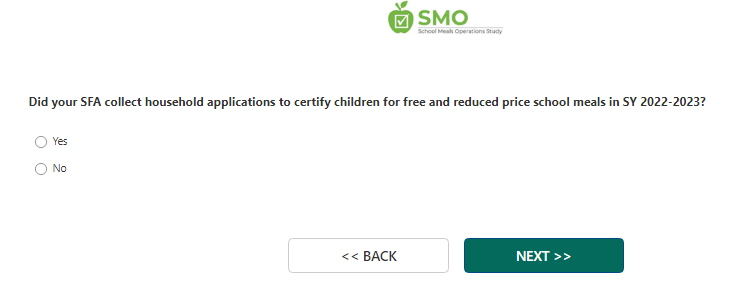 SMO
School Meals Operations Study
Did your SFA collect household applications to certify children for free and reduced price school meals in SY 2022-2023?
Yes
No
<< BACK
NEXT >>